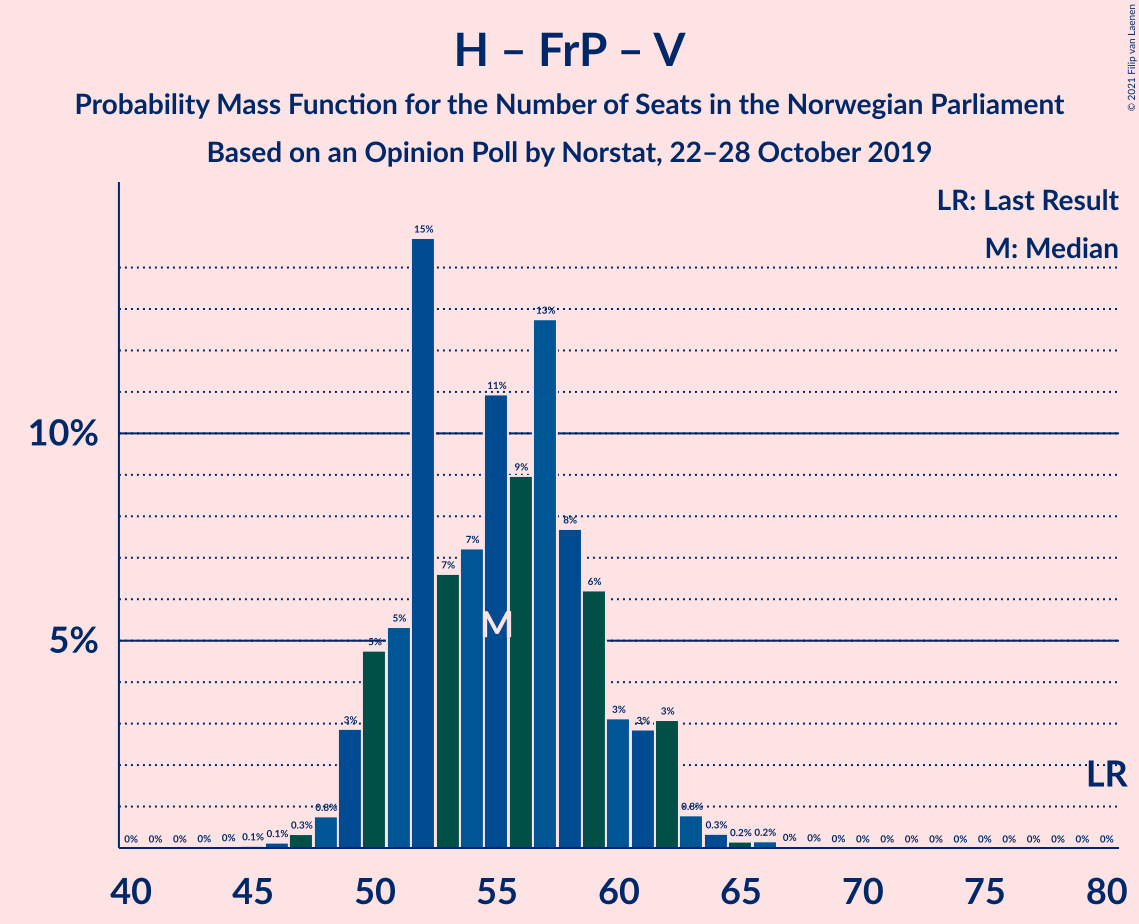 H – FrP – V
Probability Mass Function for the Number of Seats in the Norwegian Parliament
Based on an Opinion Poll by Norstat, 22–28 October 2019
© 2021 Filip van Laenen
LR: Last Result
M: Median
10%
5%
0% 0% 0% 0% 0% 0.1% 0.1% 0.3% 0.8% 3% 5% 5% 15% 7% 7% 11% 9% 13% 8% 6% 3% 3% 3% 0.8% 0.3% 0.2% 0.2% 0% 0% 0% 0% 0% 0% 0% 0% 0% 0% 0% 0% 0% 0%
M
LR
40 45 50 55 60 65 70 75 80